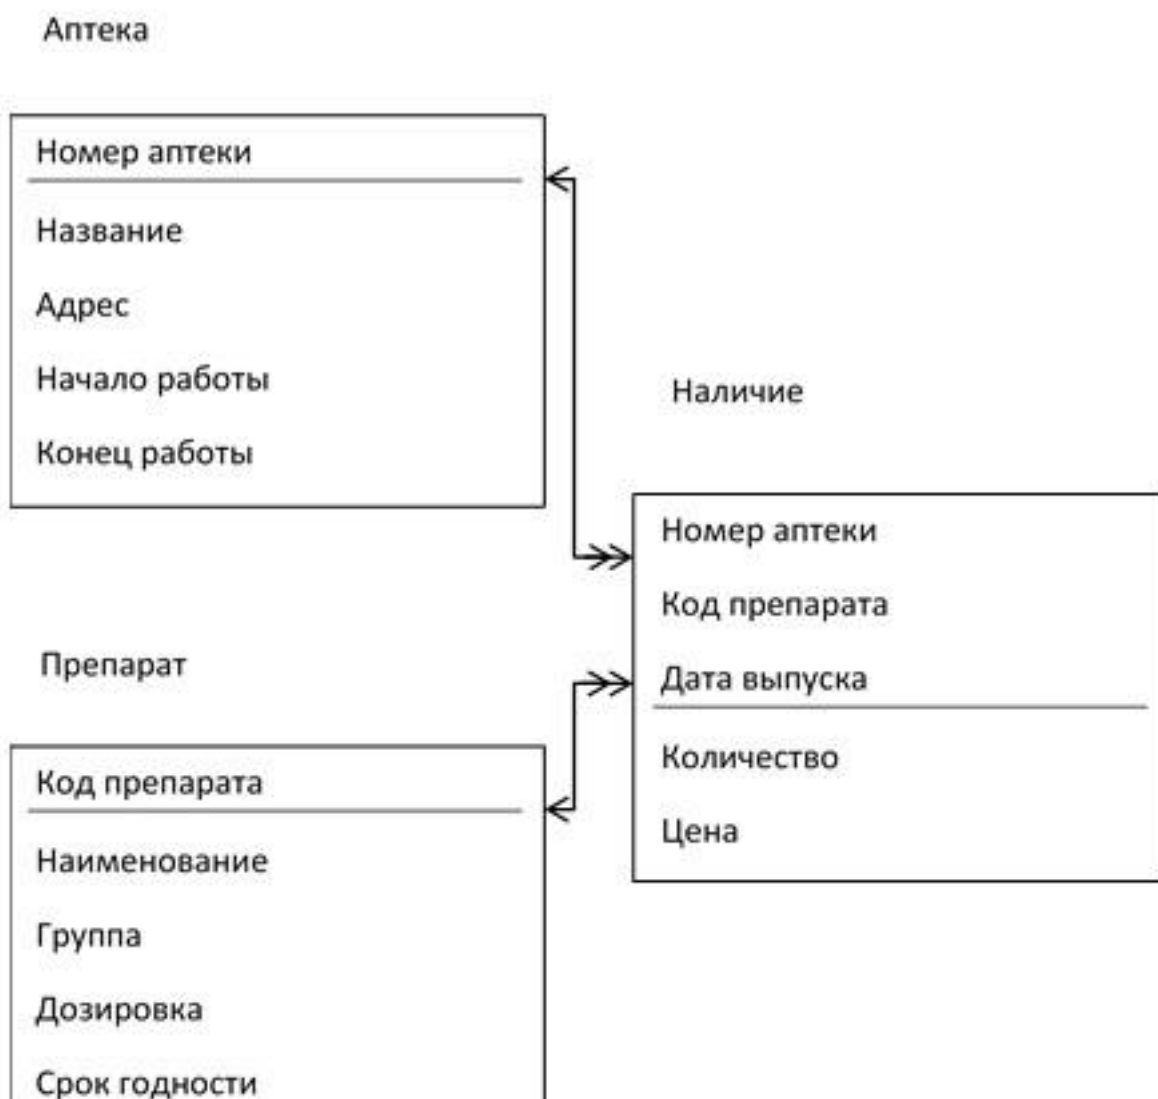 Аптека
Номер аптеки
Название
Адрес
Начало работы
Конец работы
Наличие
Номер аптеки
Код препарата
Дата выпуска
Количество
Цена
Препарат
Код препарата
Наименование
Группа
Дозировка
Срок годности